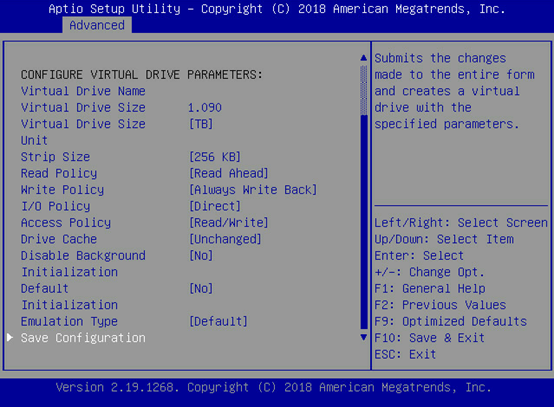 Aptio Setup Utility – Copyright (C) 2018 American Megatrends, Inc.
Advanced
CONFIGURE VIRTUAL DRIVE PARAMETERS:
Virtual Drive Name
Virtual Drive Size 1.090
Virtual Drive Size [TB]
Unit
Strip Size [256 KB]
Read Policy [Read Ahead]
Write Policy [Always Write Back]
I/O Policy [Direct]
Access Policy [Read/Write]
Drive Cache [Unchanged]
Disable Background [No]
Initialization
Default [No]
Initialization
Emulation Type [Default]
Save Configuration
Submits the changes
made to the entire form
and creates a virtual
drive with the
specified parameters.
Left/Right: Select Screen
Up/Down: Select Item
Enter: Select
+/-: Change Opt.
F1: General Help
F2: Previous Values
F9: Optimized Defaults
F10: Save & Exit
ESC: Exit
Version 2.19.1268. Copyright (C) 2018 American Megatrends, Inc.